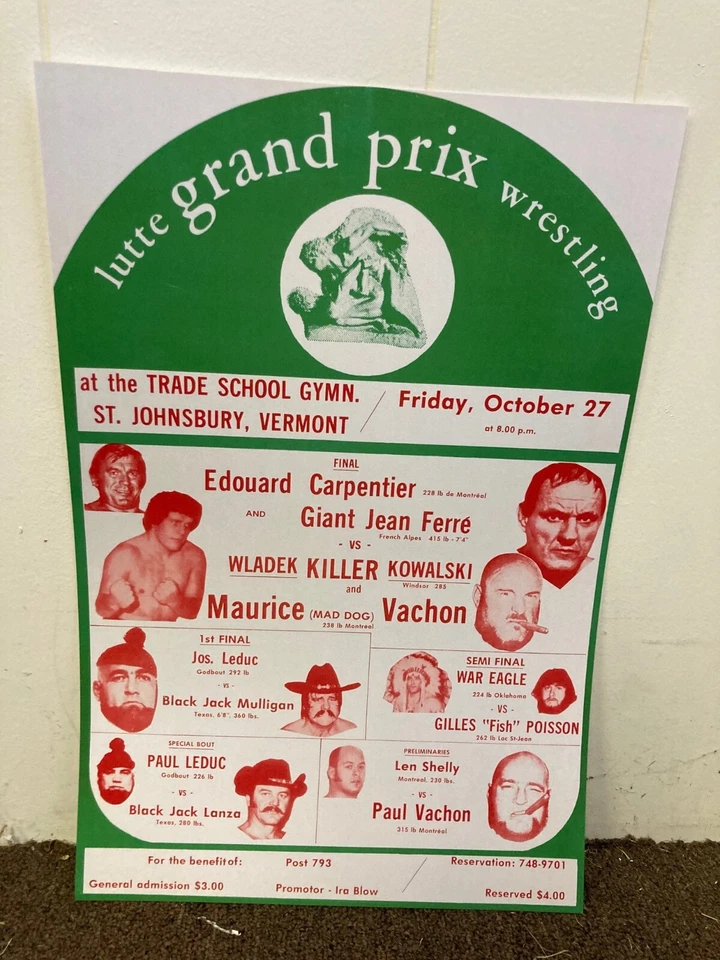 lutte grand prix wrestling
at the TRADE SCHOOL GYMN.
ST. JOHNSBURY, VERMONT
Friday, October 27
at 8.00 p.m.
FINAL
Edouard Carpentier 228 lb de Montréal
AND Giant Jean Ferré
French Alpes 415 lb - 7'4"
- VS -
WLADEK KILLER KOWALSKI
Windsor 285
and
Maurice (MAD DOG) Vachon
238 lb Montreal
1st FINAL
Jos. Leduc
Godbout 292 lb
- VS -
Black Jack Mulligan
Texas, 6'8", 360 lbs.
SEMI FINAL
WAR EAGLE
224 lb Oklahoma
- VS -
GILLES "Fish" POISSON
262 lb Lac St-Jean
SPECIAL BOUT
PAUL LEDUC
Godbout 226 lb
- VS -
Black Jack Lanza
Texas, 280 lbs.
PRELIMINARIES
Len Shelly
Montreal, 230 lbs.
- VS -
Paul Vachon
315 lb Montréal
For the benefit of: Post 793 Reservation: 748-9701
General admission $3.00 Promotor - Ira Blow Reserved $4.00